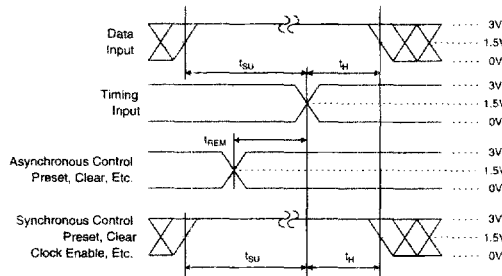 Data
Input
3V
1.5V
0V
tSU
tH
Timing
Input
3V
1.5V
0V
tREM
Asynchronous Control
Preset, Clear, Etc.
3V
1.5V
0V
Synchronous Control
Preset, Clear
Clock Enable, Etc.
3V
1.5V
0V
tSU
tH